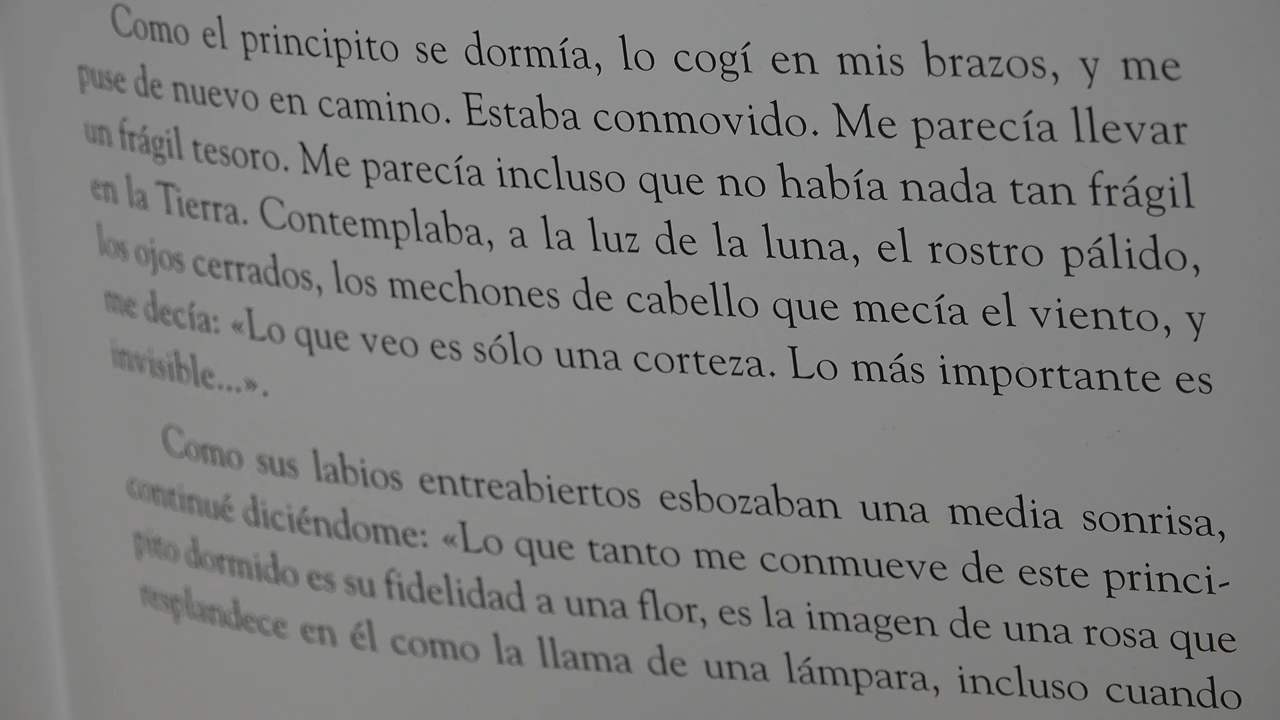 Como el principito se dormía, lo cogí en mis brazos, y me
puse de nuevo en camino. Estaba conmovido. Me parecía llevar
un frágil tesoro. Me parecía incluso que no había nada tan frágil
en la Tierra. Contemplaba, a la luz de la luna, el rostro pálido,
los ojos cerrados, los mechones de cabello que mecía el viento, y
me decía: «Lo que veo es sólo una corteza. Lo más importante es
invisible...».
Como sus labios entreabiertos esbozaban una media sonrisa,
continué diciéndome: «Lo que tanto me conmueve de este princi-
pito dormido es su fidelidad a una flor, es la imagen de una rosa que
resplandece en él como la llama de una lámpara, incluso cuando